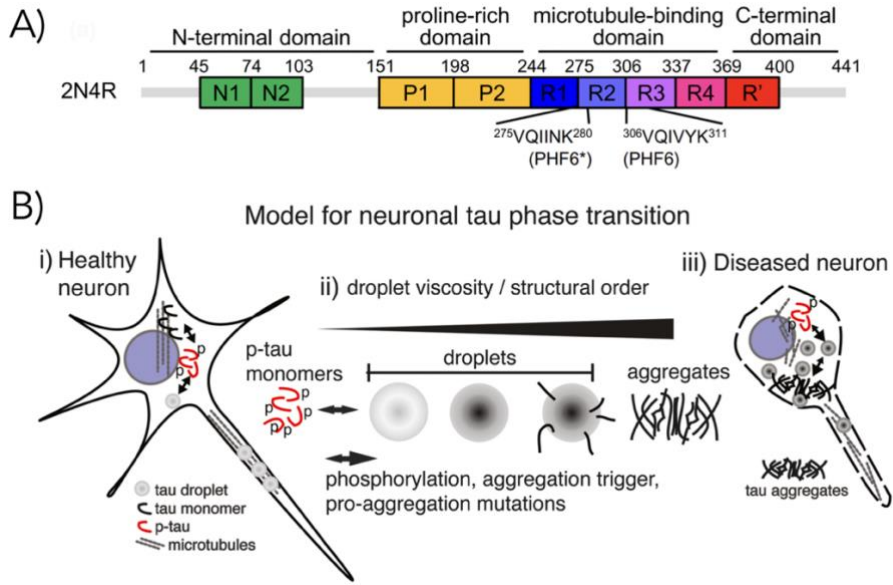 A)
N-terminal domain
proline-rich domain
microtubule-binding domain
C-terminal domain
1 45 74 103 151 198 244 275 306 337 369 400 441
2N4R N1 N2 P1 P2 R1 R2 R3 R4 R'
²⁷⁵VQIINK²⁸⁰ ³⁰⁶VQIVYK³¹¹
(PHF6*) (PHF6)
B)
Model for neuronal tau phase transition
i) Healthy
neuron
p
p
tau droplet
tau monomer
p-tau
microtubules
ii) droplet viscosity / structural order
p-tau
monomers
p
p
p
p
p
droplets
aggregates
phosphorylation, aggregation trigger,
pro-aggregation mutations
iii) Diseased neuron
p
p
tau aggregates